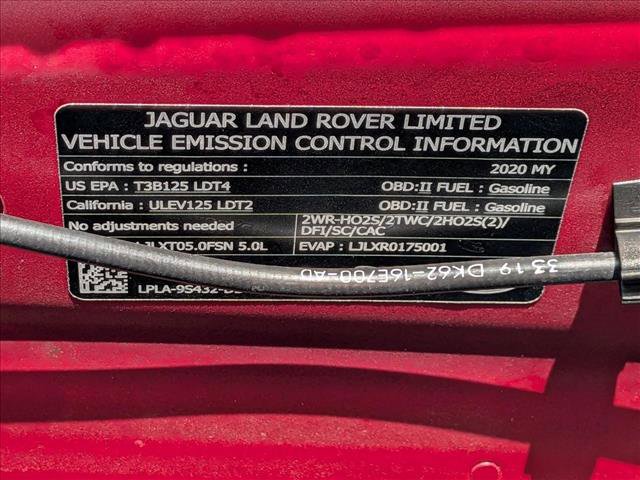 JAGUAR LAND ROVER LIMITED
VEHICLE EMISSION CONTROL INFORMATION
Conforms to regulations : 2020 MY
US EPA : T3B125 LDT4 OBD:II FUEL : Gasoline
California : ULEV125 LDT2 OBD:II FUEL : Gasoline
No adjustments needed 2WR-HO2S/2TWC/2HO2S(2)/
DFI/SC/CAC
LJLXT05.0FSN 5.0L EVAP : LJLXR0175001
33 19 DK62-16E700-AD
LPLA-9S432-